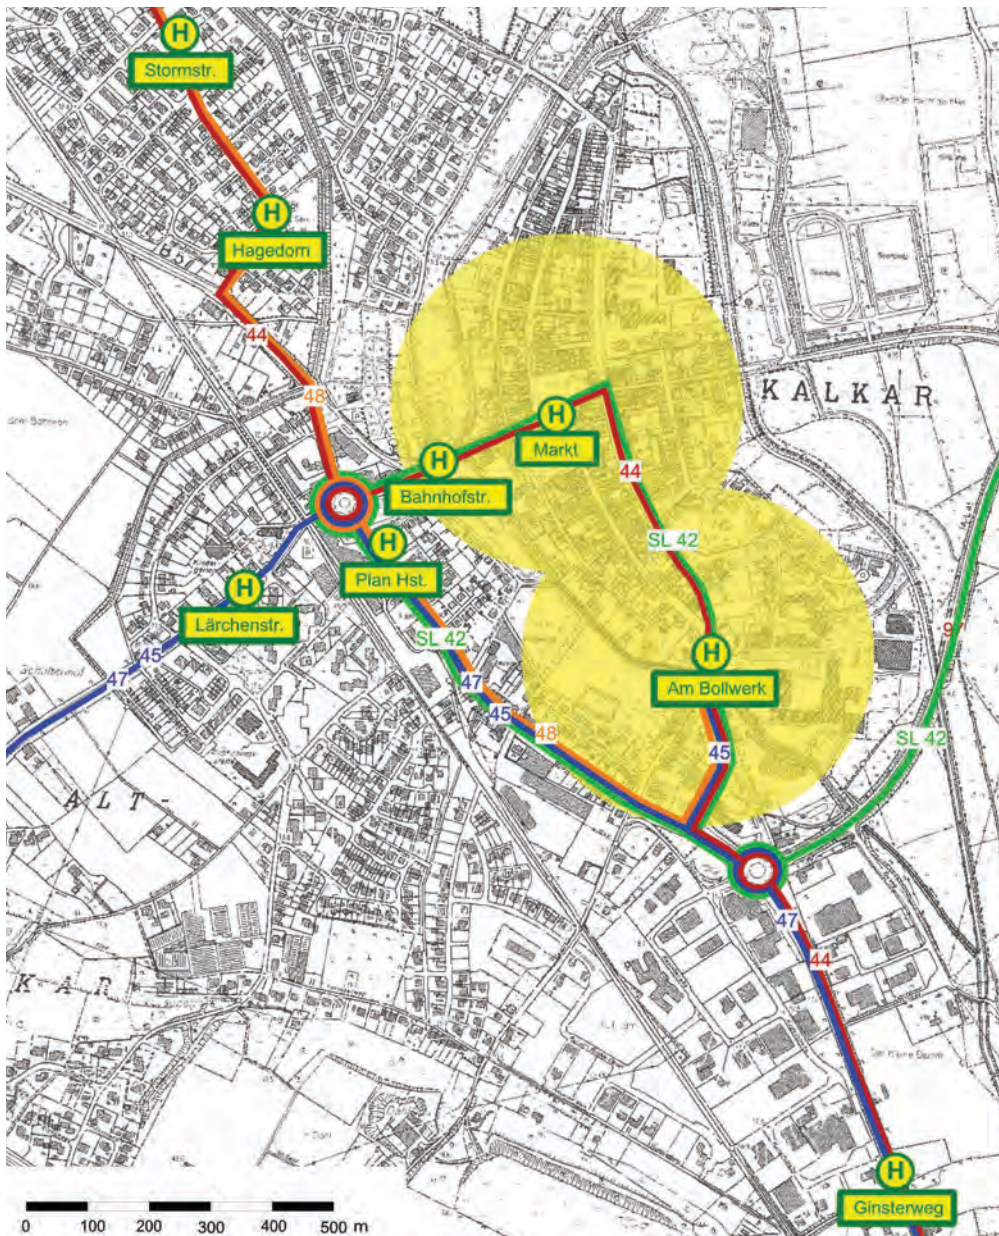 H
Stormstr.
H
Hagedorn
44
48
KALKAR
H
Markt
H
Bahnhofstr.
44
SL 42
H
Plan Hst.
H
Lärchenstr.
SL 42
H
Am Bollwerk
45
47
47
45
48
45
SL 42
ALT-
47
44
KAR
H
Ginsterweg
0 100 200 300 400 500 m